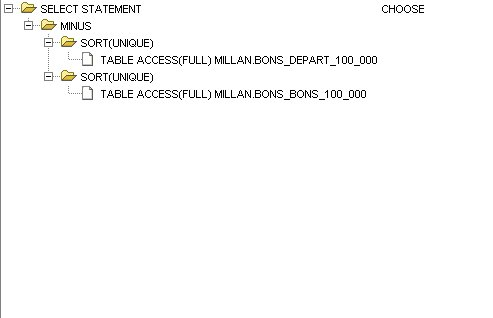 SELECT STATEMENT CHOOSE
MINUS
SORT(UNIQUE)
TABLE ACCESS(FULL) MILLAN.BONS_DEPART_100_000
SORT(UNIQUE)
TABLE ACCESS(FULL) MILLAN.BONS_BONS_100_000